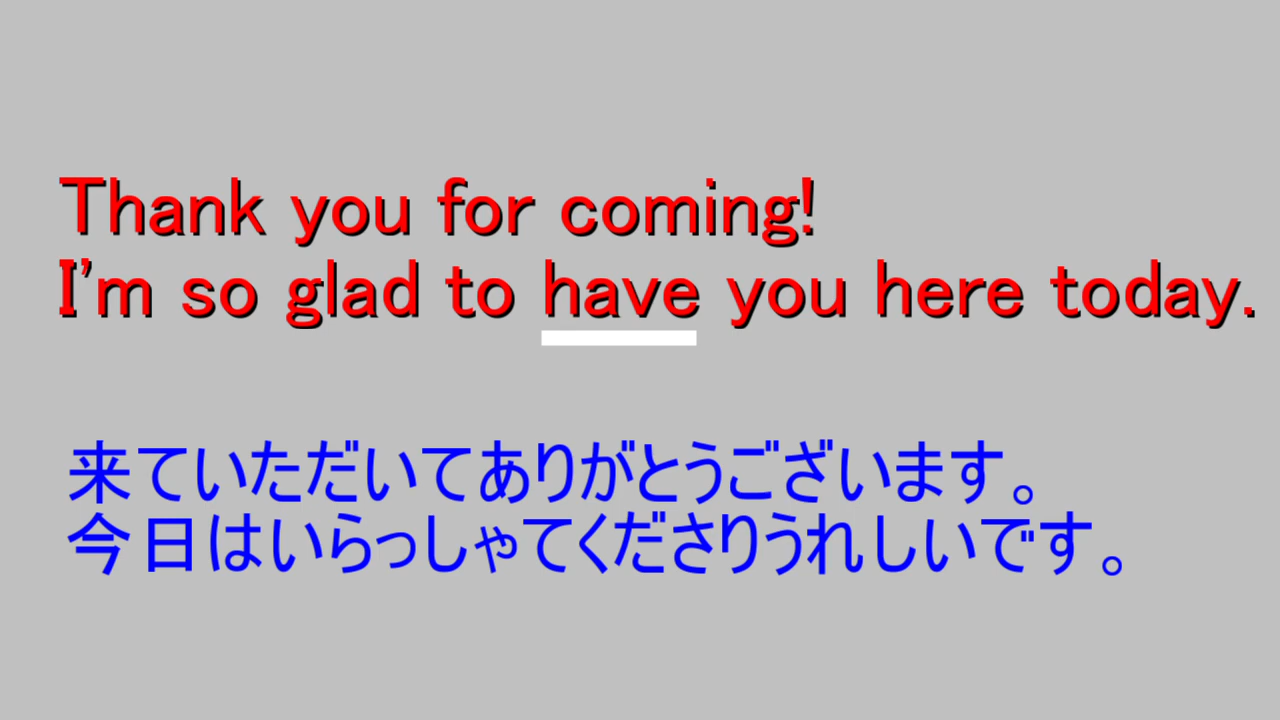 Thank you for coming!
I'm so glad to have you here today.
来ていただいてありがとうございます。
今日はいらっしゃてくださりうれしいです。